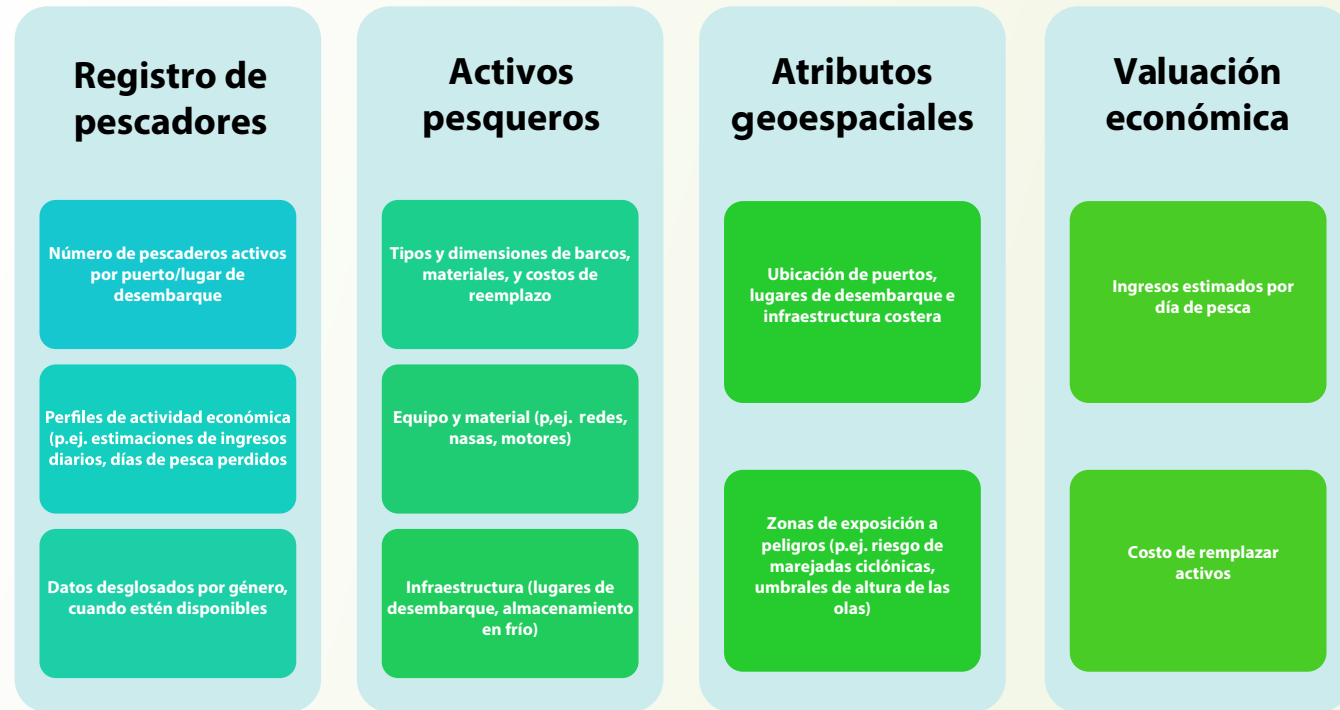 Registro de
pescadores
Número de pescaderos activos
por puerto/lugar de
desembarque
Perfiles de actividad económica
(p.ej. estimaciones de ingresos
diarios, días de pesca perdidos
Datos desglosados por género,
cuando estén disponibles
Activos
pesqueros
Tipos y dimensiones de barcos,
materiales, y costos de
reemplazo
Equipo y material (p,ej. redes,
nasas, motores)
Infraestructura (lugares de
desembarque, almacenamiento
en frío)
Atributos
geoespaciales
Ubicación de puertos,
lugares de desembarque e
infraestructura costera
Zonas de exposición a
peligros (p.ej. riesgo de
marejadas ciclónicas,
umbrales de altura de las
olas)
Valuación
económica
Ingresos estimados por
día de pesca
Costo de remplazar
activos